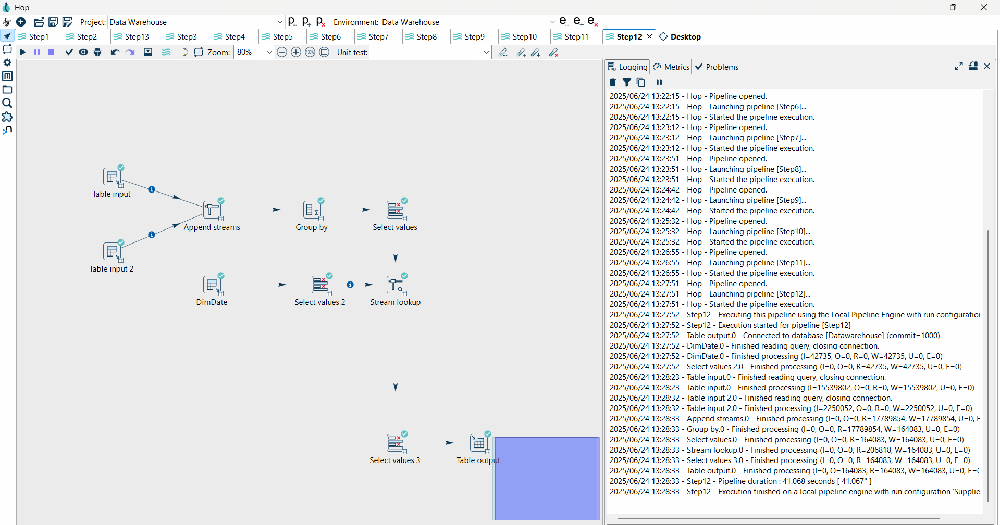 Hop
Project: Data Warehouse
Environment: Data Warehouse
Step1
Step2
Step13
Step3
Step4
Step5
Step6
Step7
Step8
Step9
Step10
Step11
Step12
Desktop
Zoom: 80%
100%
Unit test:
Logging
Metrics
Problems
Table input
Append streams
Group by
Select values
Table input 2
DimDate
Select values 2
Stream lookup
Select values 3
Table output
2025/06/24 13:22:15 - Hop - Pipeline opened.
2025/06/24 13:22:15 - Hop - Launching pipeline [Step6]...
2025/06/24 13:22:15 - Hop - Started the pipeline execution.
2025/06/24 13:23:12 - Hop - Pipeline opened.
2025/06/24 13:23:12 - Hop - Launching pipeline [Step7]...
2025/06/24 13:23:12 - Hop - Started the pipeline execution.
2025/06/24 13:23:51 - Hop - Pipeline opened.
2025/06/24 13:23:51 - Hop - Launching pipeline [Step8]...
2025/06/24 13:23:51 - Hop - Started the pipeline execution.
2025/06/24 13:24:42 - Hop - Pipeline opened.
2025/06/24 13:24:42 - Hop - Launching pipeline [Step9]...
2025/06/24 13:24:42 - Hop - Started the pipeline execution.
2025/06/24 13:25:32 - Hop - Pipeline opened.
2025/06/24 13:25:32 - Hop - Launching pipeline [Step10]...
2025/06/24 13:25:32 - Hop - Started the pipeline execution.
2025/06/24 13:26:55 - Hop - Pipeline opened.
2025/06/24 13:26:55 - Hop - Launching pipeline [Step11]...
2025/06/24 13:26:55 - Hop - Started the pipeline execution.
2025/06/24 13:27:51 - Hop - Pipeline opened.
2025/06/24 13:27:51 - Hop - Launching pipeline [Step12]...
2025/06/24 13:27:51 - Hop - Started the pipeline execution.
2025/06/24 13:27:52 - Step12 - Executing this pipeline using the Local Pipeline Engine with run configuration
2025/06/24 13:27:52 - Step12 - Execution started for pipeline [Step12]
2025/06/24 13:27:52 - Table output.0 - Connected to database [Datawarehouse] (commit=1000)
2025/06/24 13:27:52 - DimDate.0 - Finished reading query, closing connection.
2025/06/24 13:27:52 - DimDate.0 - Finished processing (I=42735, O=0, R=0, W=42735, U=0, E=0)
2025/06/24 13:27:52 - Select values 2.0 - Finished processing (I=0, O=0, R=42735, W=42735, U=0, E=0)
2025/06/24 13:28:23 - Table input.0 - Finished reading query, closing connection.
2025/06/24 13:28:23 - Table input.0 - Finished processing (I=15539802, O=0, R=0, W=15539802, U=0, E=0)
2025/06/24 13:28:32 - Table input 2.0 - Finished reading query, closing connection.
2025/06/24 13:28:32 - Table input 2.0 - Finished processing (I=2250052, O=0, R=0, W=2250052, U=0, E=0)
2025/06/24 13:28:33 - Append streams.0 - Finished processing (I=0, O=0, R=17789854, W=17789854, U=0, E
2025/06/24 13:28:33 - Group by.0 - Finished processing (I=0, O=0, R=17789854, W=164083, U=0, E=0)
2025/06/24 13:28:33 - Select values.0 - Finished processing (I=0, O=0, R=164083, W=164083, U=0, E=0)
2025/06/24 13:28:33 - Stream lookup.0 - Finished processing (I=0, O=0, R=206818, W=164083, U=0, E=0)
2025/06/24 13:28:33 - Select values 3.0 - Finished processing (I=0, O=0, R=164083, W=164083, U=0, E=0)
2025/06/24 13:28:33 - Table output.0 - Finished processing (I=0, O=164083, R=164083, W=164083, U=0, E=0
2025/06/24 13:28:33 - Step12 - Pipeline duration : 41.068 seconds [ 41.067" ]
2025/06/24 13:28:33 - Step12 - Execution finished on a local pipeline engine with run configuration 'Supplie